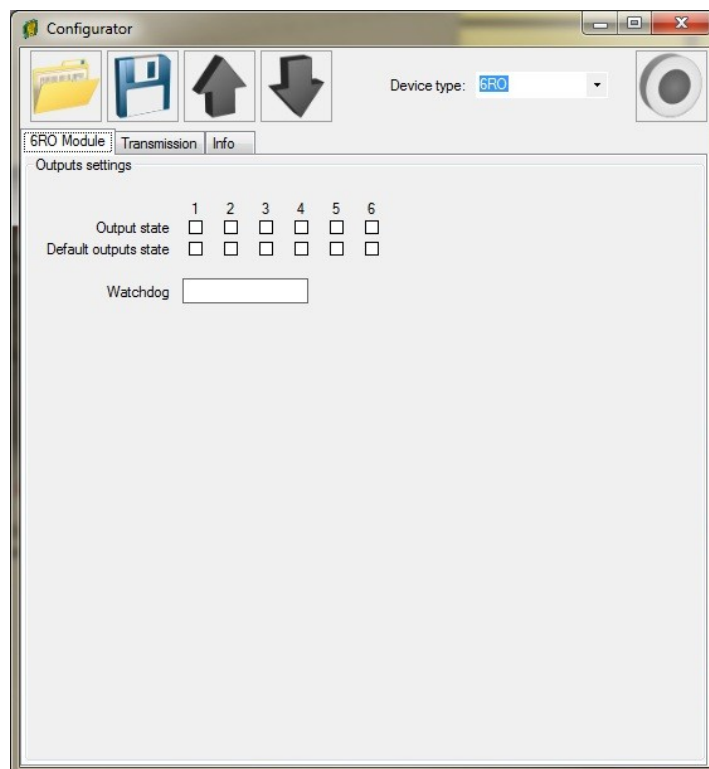 Configurator
Device type: 6RO
6RO Module Transmission Info
Outputs settings
1 2 3 4 5 6
Output state
Default outputs state
Watchdog